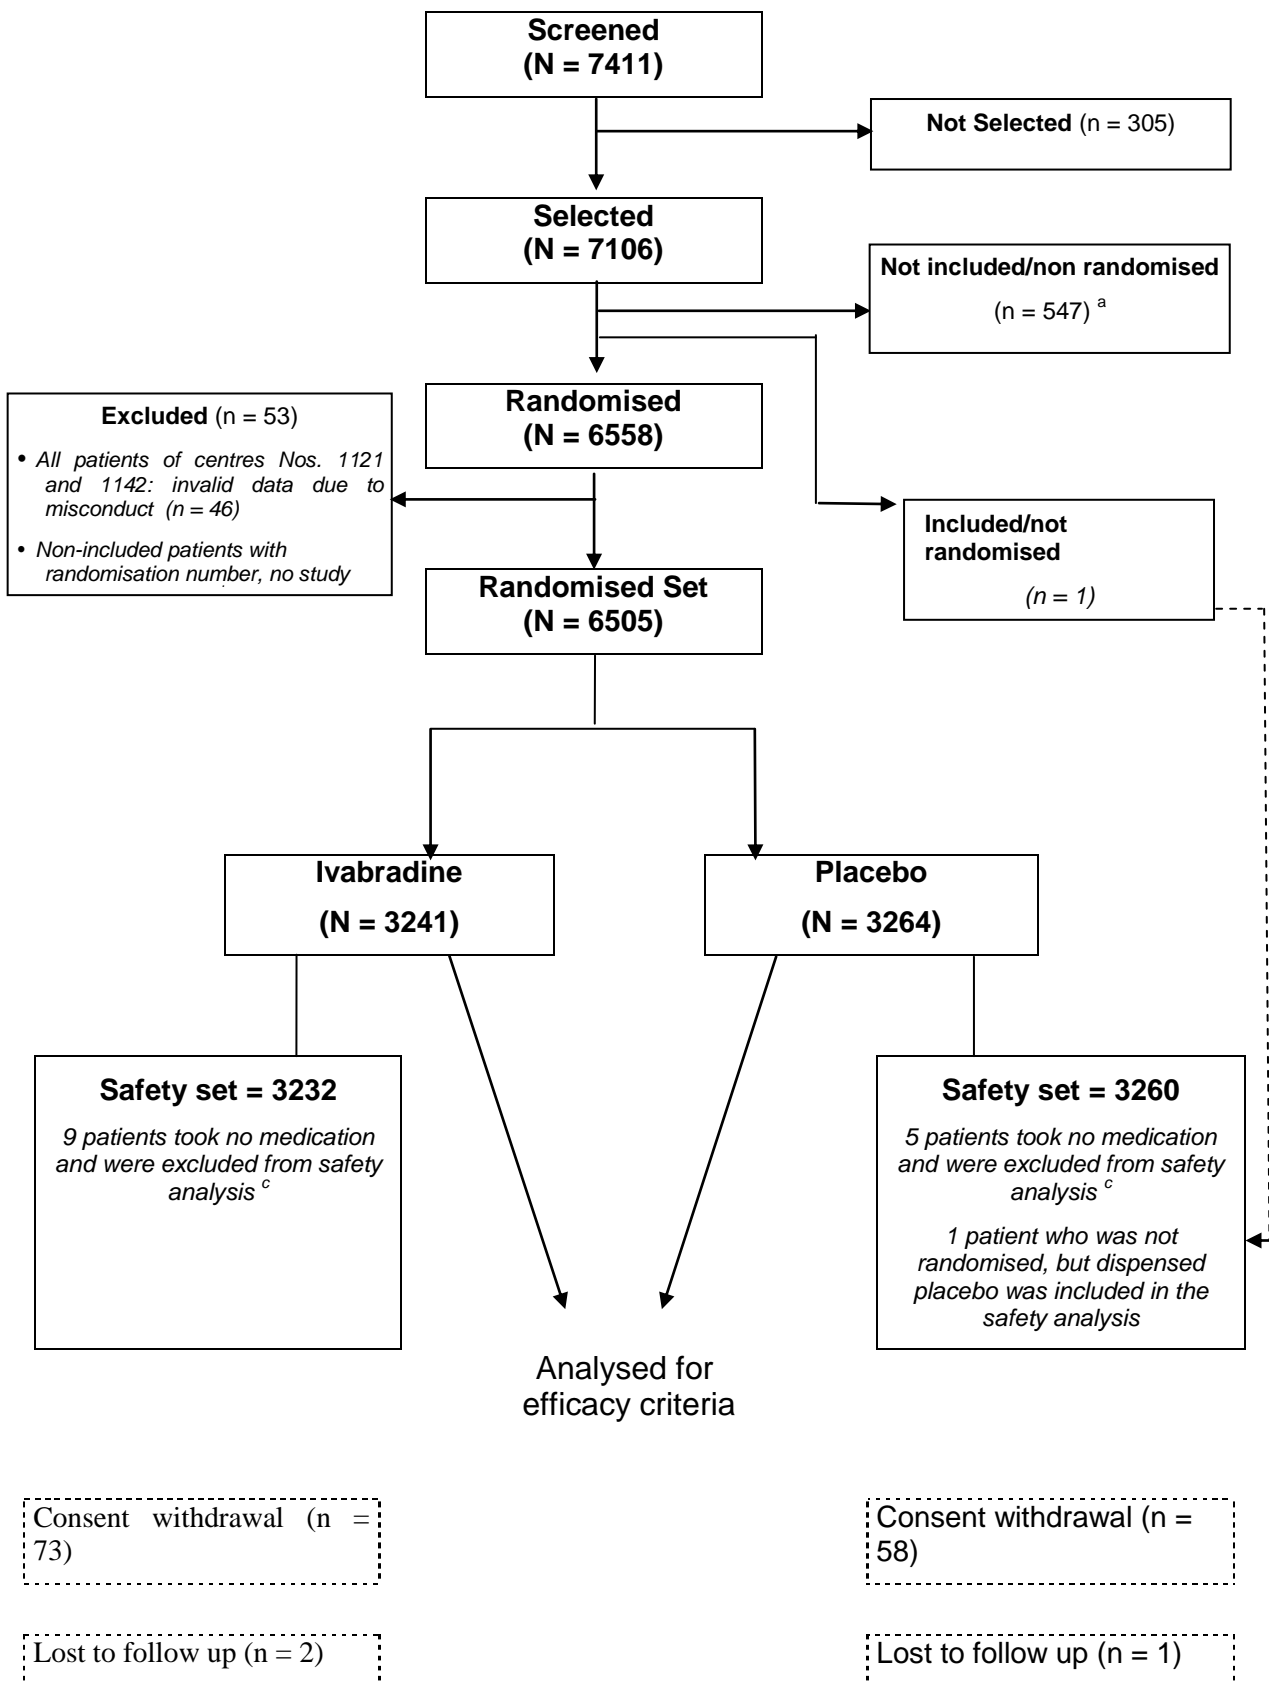 Screened
(N = 7411)
Not Selected (n = 305)
Selected
(N = 7106)
Not included/non randomised
(n = 547) a
Randomised
(N = 6558)
Excluded (n = 53)
• All patients of centres Nos. 1121
and 1142: invalid data due to
misconduct (n = 46)
• Non-included patients with
randomisation number, no study
Included/not
randomised
(n = 1)
Randomised Set
(N = 6505)
Ivabradine
(N = 3241)
Placebo
(N = 3264)
Safety set = 3232
9 patients took no medication
and were excluded from safety
analysis c
Safety set = 3260
5 patients took no medication
and were excluded from safety
analysis c
1 patient who was not
randomised, but dispensed
placebo was included in the
safety analysis
Analysed for
efficacy criteria
Consent withdrawal (n =
73)
Consent withdrawal (n =
58)
Lost to follow up (n = 2)
Lost to follow up (n = 1)